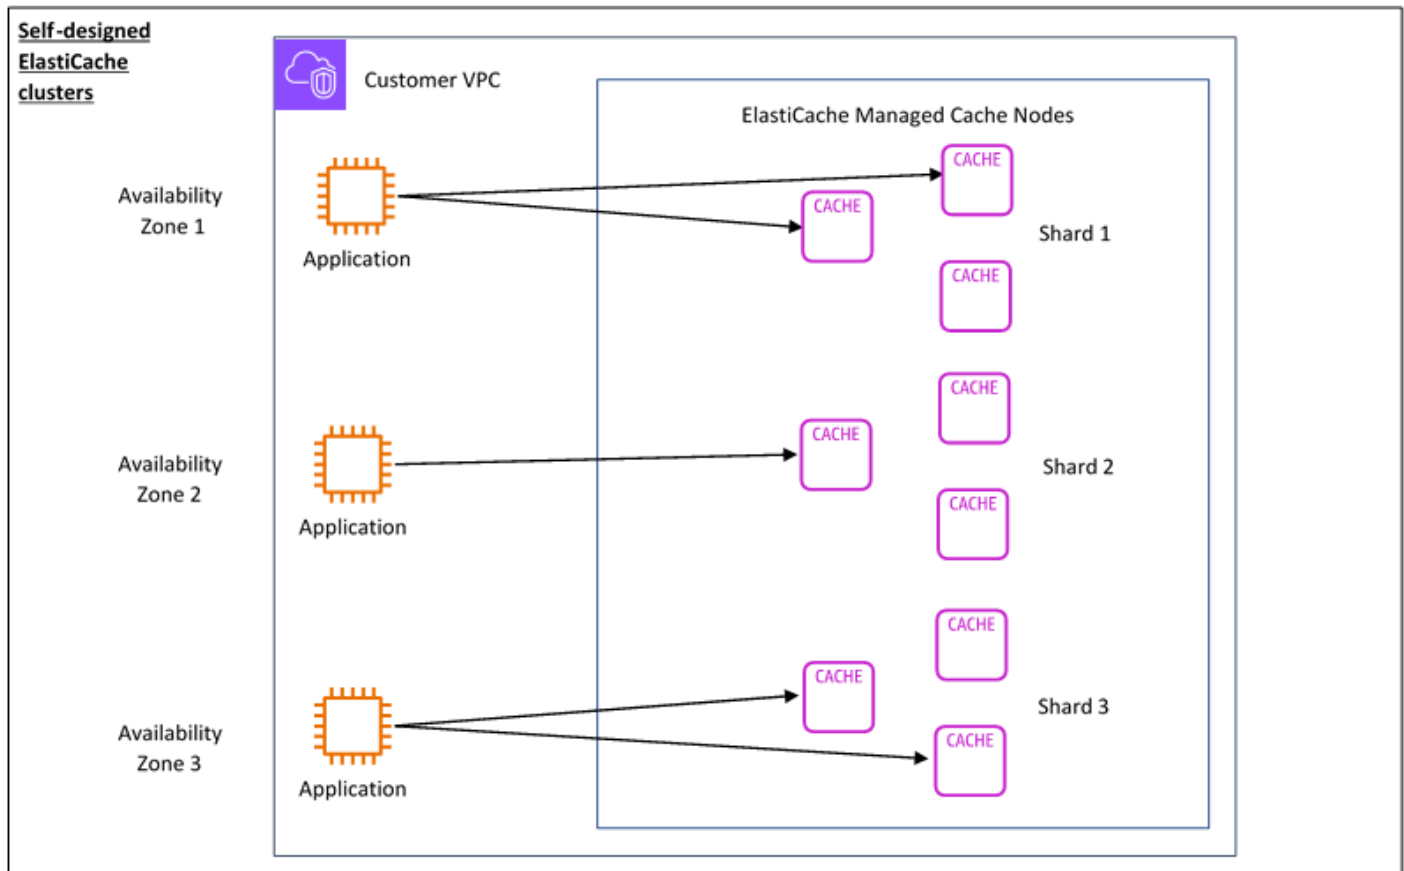 Self-designed
ElastiCache
clusters
Customer VPC
ElastiCache Managed Cache Nodes
Availability
Zone 1
Application
CACHE
CACHE
Shard 1
CACHE
Availability
Zone 2
Application
CACHE
CACHE
Shard 2
CACHE
Availability
Zone 3
Application
CACHE
CACHE
Shard 3
CACHE